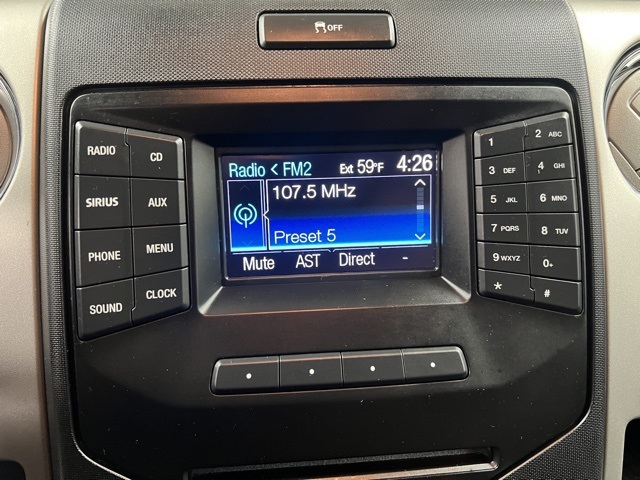 OFF
RADIO
CD
SIRIUS
AUX
PHONE
MENU
SOUND
CLOCK
Radio < FM2 Ext 59°F 4:26
107.5 MHz
Preset 5
Mute AST Direct -
1
2 ABC
3 DEF
4 GHI
5 JKL
6 MNO
7 PQRS
8 TUV
9 WXYZ
0+
*
#